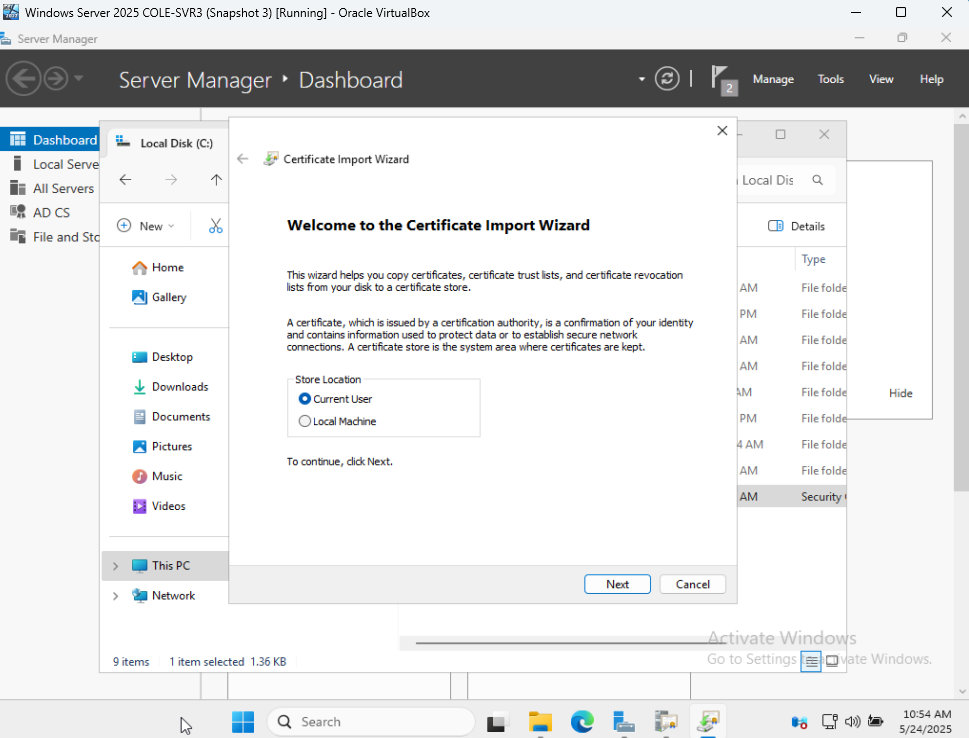 Windows Server 2025 COLE-SVR3 (Snapshot 3) [Running] - Oracle VirtualBox
Server Manager
Server Manager
Dashboard
2
Manage
Tools
View
Help
Dashboard
Local Serve
All Servers
AD CS
File and Sto
Local Disk (C:)
Local Dis
New
Details
Home
Gallery
Desktop
Downloads
Documents
Pictures
Music
Videos
This PC
Network
9 items
1 item selected 1.36 KB
Certificate Import Wizard
Welcome to the Certificate Import Wizard
This wizard helps you copy certificates, certificate trust lists, and certificate revocation
lists from your disk to a certificate store.
A certificate, which is issued by a certification authority, is a confirmation of your identity
and contains information used to protect data or to establish secure network
connections. A certificate store is the system area where certificates are kept.
Store Location
Current User
Local Machine
To continue, click Next.
Next
Cancel
Type
AM File folde
PM File folde
AM File folde
AM File folde
AM File folde
PM File folde
4 AM File folde
AM File folde
AM Security
Hide
Activate Windows
Go to Settings to activate Windows.
Search
10:54 AM
5/24/2025